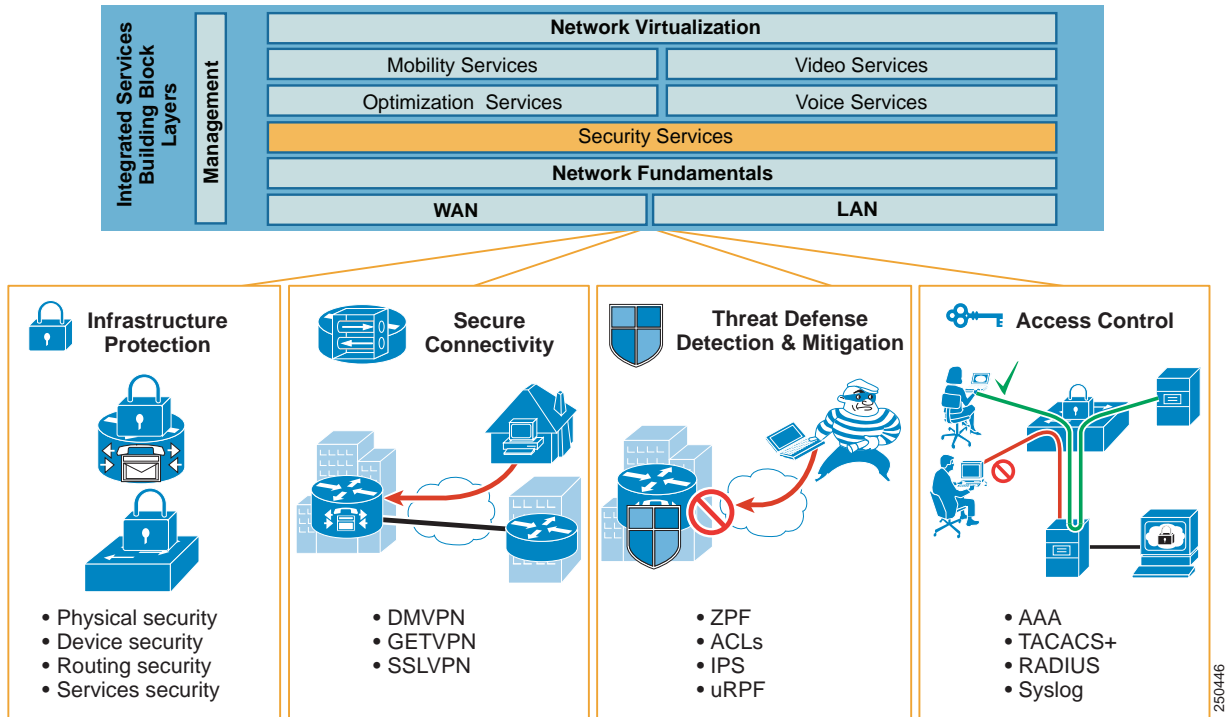 Integrated Services
Building Block
Layers
Management
Network Virtualization
Mobility Services
Video Services
Optimization Services
Voice Services
Security Services
Network Fundamentals
WAN
LAN
Infrastructure
Protection
• Physical security
• Device security
• Routing security
• Services security
Secure
Connectivity
• DMVPN
• GETVPN
• SSLVPN
Threat Defense
Detection & Mitigation
• ZPF
• ACLs
• IPS
• uRPF
Access Control
• AAA
• TACACS+
• RADIUS
• Syslog
250446